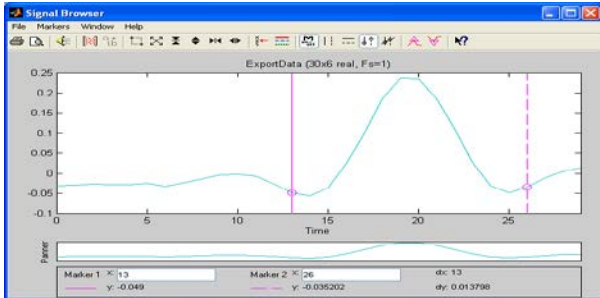 Signal Browser
File Markers Window Help
ExportData (30x6 real, Fs=1)
0.25
0.2
0.15
0.1
0.05
0
-0.05
-0.1
0 5 10 15 20 25
Time
Panner
Marker 1 x: 13 Marker 2 x: 26 dx: 13
y: -0.049 y: -0.035202 dy: 0.013798